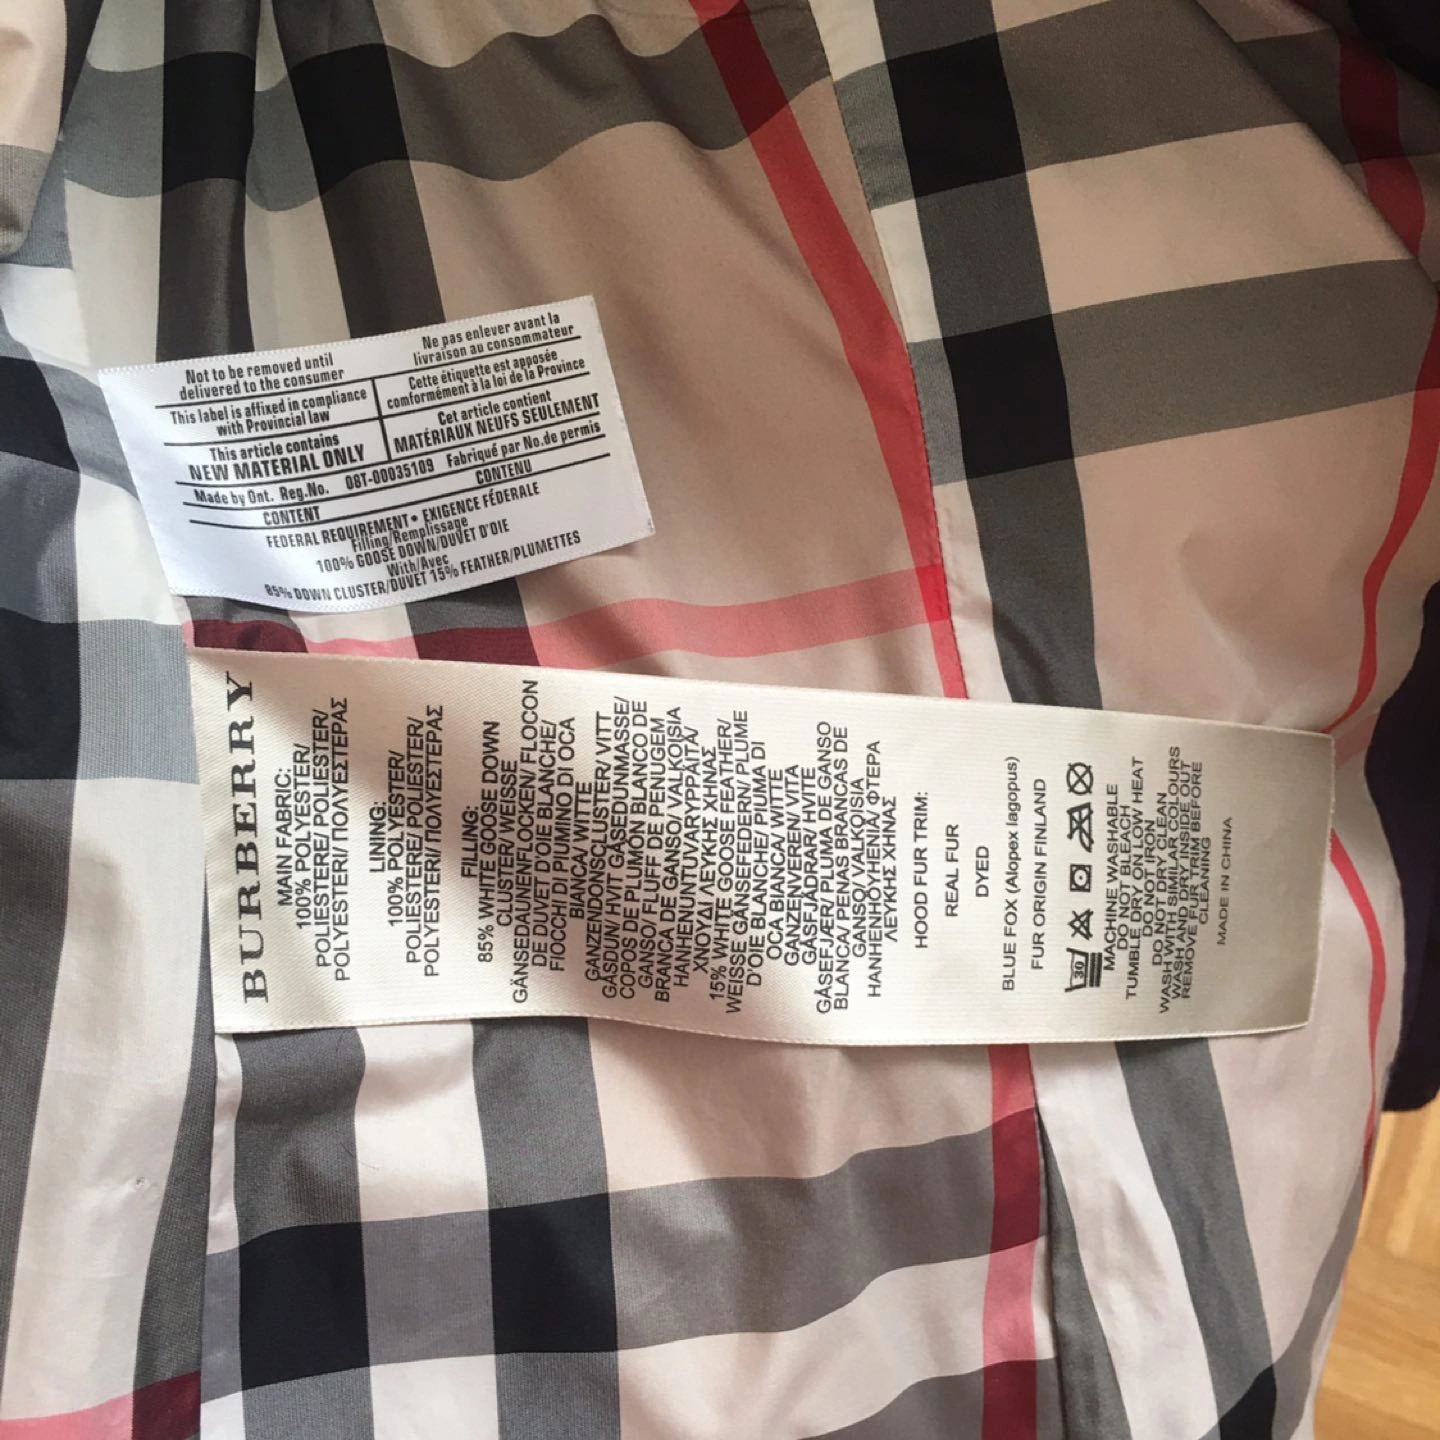 Not to be removed until
delivered to the consumer
Ne pas enlever avant la
livraison au consommateur
This label is affixed in compliance
with Provincial law
Cette étiquette est apposée
conformément à la loi de la Province
This article contains
NEW MATERIAL ONLY
Cet article contient
MATÉRIAUX NEUFS SEULEMENT
Made by Ont. Reg.No. 08T-00035109 Fabriqué par No.de permis
CONTENT CONTENU
FEDERAL REQUIREMENT • EXIGENCE FÉDERALE
Filling/Remplissage
100% GOOSE DOWN/DUVET D'OIE
With/Avec
85% DOWN CLUSTER/DUVET 15% FEATHER/PLUMETTES
BURBERRY
MAIN FABRIC:
100% POLYESTER/
POLIESTERE/ POLIESTER/
POLYESTERI/ ΠΟΛΥΕΣΤΕΡΑΣ
LINING:
100% POLYESTER/
POLIESTERE/ POLIESTER/
POLYESTERI/ ΠΟΛΥΕΣΤΕΡΑΣ
FILLING:
85% WHITE GOOSE DOWN
CLUSTER/ WEISSE
GÄNSEDAUNENFLOCKEN/ FLOCON
DE DUVET D'OIE BLANCHE/
FIOCCHI DI PIUMINO DI OCA
BIANCA/ WITTE
GANZENDONSCLUSTER/ VITT
GÅSDUN/ HVIT GÅSEDUNMASSE/
COPOS DE PLUMÓN BLANCO DE
GANSO/ FLUFF DE PENUGEM
BRANCA DE GANSO/ VALKOISIA
HANHENUNTUVARYPPÄITÄ/
ΧΝΟΥΔΙ ΛΕΥΚΗΣ ΧΗΝΑΣ
15% WHITE GOOSE FEATHER/
WEISSE GÄNSEFEDERN/ PLUME
D'OIE BLANCHE/ PIUMA DI
OCA BIANCA/ WITTE
GANZENVEREN/ VITA
GÅSFJÄDRAR/ HVITE
GÅSEFJÆR/ PLUMA DE GANSO
BLANCA/ PENAS BRANCAS DE
GANSO/ VALKOISIA
HANHENHÖYHENIÄ/ ΦΤΕΡΑ
ΛΕΥΚΗΣ ΧΗΝΑΣ
HOOD FUR TRIM:
REAL FUR
DYED
BLUE FOX (Alopex lagopus)
FUR ORIGIN FINLAND
30
MACHINE WASHABLE
DO NOT BLEACH
TUMBLE DRY ON LOW HEAT
DO NOT IRON
DO NOT DRY CLEAN
WASH WITH SIMILAR COLOURS
WASH AND DRY INSIDE OUT
REMOVE FUR TRIM BEFORE
CLEANING
MADE IN CHINA